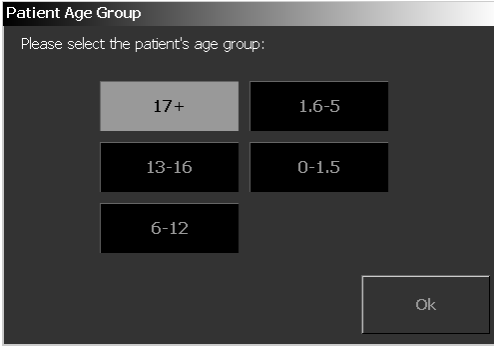 Patient Age Group
Please select the patient's age group:
17+
1.6-5
13-16
0-1.5
6-12
Ok